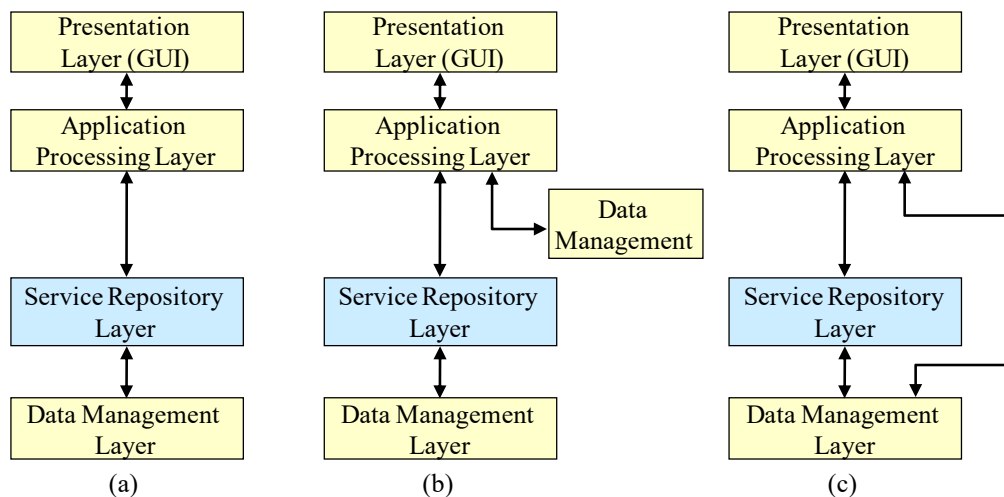 Presentation
Layer (GUI)
Application
Processing Layer
Service Repository
Layer
Data Management
Layer
(a)
Presentation
Layer (GUI)
Application
Processing Layer
Data
Management
Service Repository
Layer
Data Management
Layer
(b)
Presentation
Layer (GUI)
Application
Processing Layer
Service Repository
Layer
Data Management
Layer
(c)